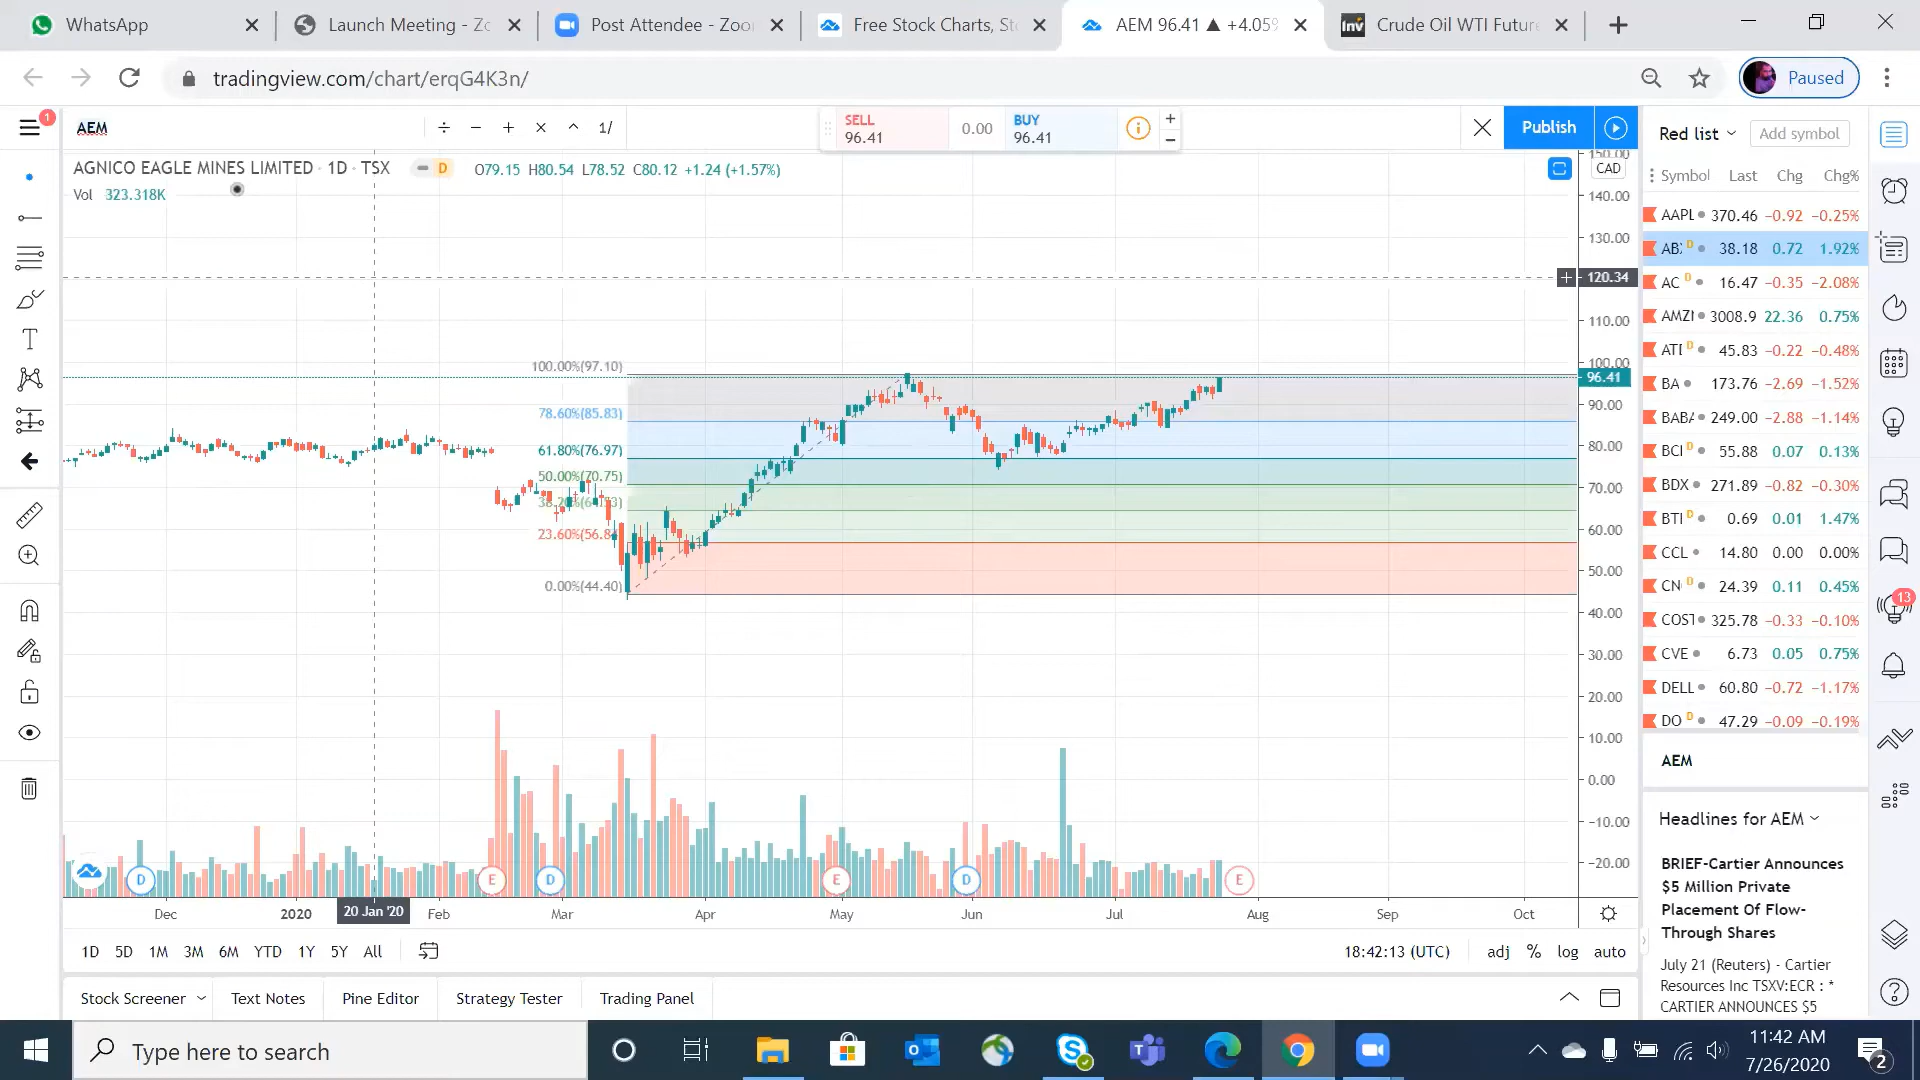 WhatsApp
Launch Meeting - Zo
Post Attendee - Zoo
Free Stock Charts, St
AEM 96.41 ▲ +4.05%
Crude Oil WTI Future
tradingview.com/chart/erqG4K3n/
Paused
1
AEM
1/
SELL
96.41
0.00
BUY
96.41
Publish
Red list
Add symbol
AGNICO EAGLE MINES LIMITED · 1D · TSX
D
O79.15 H80.54 L78.52 C80.12 +1.24 (+1.57%)
Vol 323.318K
CAD
Symbol Last Chg Chg%
AAPL 370.46 −0.92 −0.25%
D 38.18 0.72 1.92%
AC D 16.47 −0.35 −2.08%
3008.9 22.36 0.75%
D 45.83 −0.22 −0.48%
BA 173.76 −2.69 −1.52%
BABA 249.00 −2.88 −1.14%
BCI D 55.88 0.07 0.13%
BDX 271.89 −0.82 −0.30%
BTI D 0.69 0.01 1.47%
CCL 14.80 0.00 0.00%
D 24.39 0.11 0.45%
COST 325.78 −0.33 −0.10%
CVE 6.73 0.05 0.75%
DELL 60.80 −0.72 −1.17%
DO D 47.29 −0.09 −0.19%
150.00
140.00
130.00
120.34
110.00
100.00
96.41
90.00
80.00
70.00
60.00
50.00
40.00
30.00
20.00
10.00
0.00
−10.00
−20.00
100.00%(97.10)
78.60%(85.83)
61.80%(76.97)
50.00%(70.75)
23.60%(56.84
0.00%(44.40)
D E D E D E
Dec 2020 20 Jan '20 Feb Mar Apr May Jun Jul Aug Sep Oct
1D 5D 1M 3M 6M YTD 1Y 5Y All
18:42:13 (UTC) adj % log auto
Stock Screener Text Notes Pine Editor Strategy Tester Trading Panel
AEM
Headlines for AEM
BRIEF-Cartier Announces
$5 Million Private
Placement Of Flow-
Through Shares
July 21 (Reuters) - Cartier
Resources Inc TSXV:ECR : *
CARTIER ANNOUNCES $5
13
Type here to search
11:42 AM
7/26/2020
2